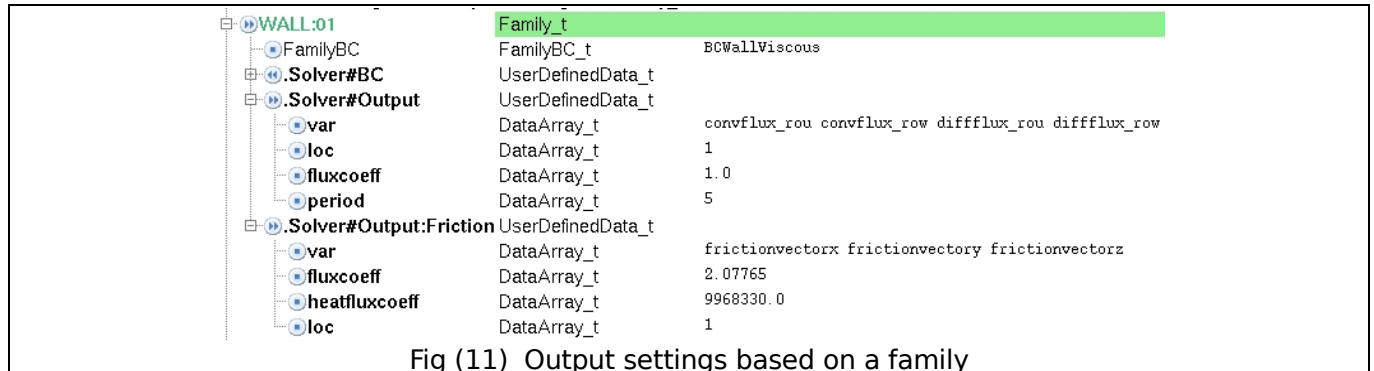 WALL:01 Family_t
FamilyBC FamilyBC_t BCWallViscous
.Solver#BC UserDefinedData_t
.Solver#Output UserDefinedData_t
var DataArray_t convflux_rou convflux_row diffflux_rou diffflux_row
loc DataArray_t 1
fluxcoeff DataArray_t 1.0
period DataArray_t 5
.Solver#Output:Friction UserDefinedData_t
var DataArray_t frictionvectorx frictionvectory frictionvectorz
fluxcoeff DataArray_t 2.07765
heatfluxcoeff DataArray_t 9968330.0
loc DataArray_t 1
Fig (11) Output settings based on a family